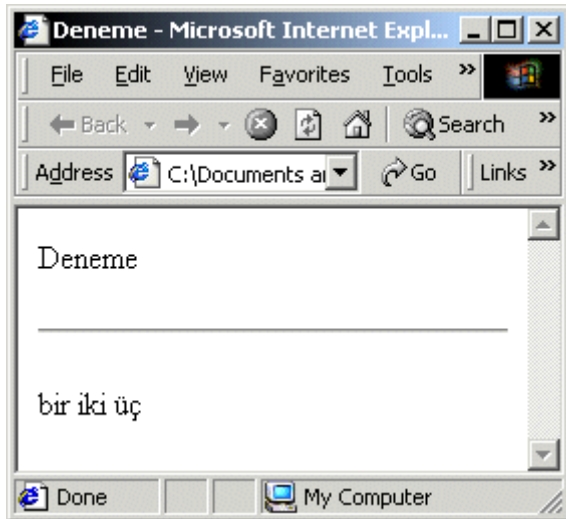 Deneme - Microsoft Internet Expl...
File Edit View Favorites Tools »
Back Search »
Address C:\Documents ar Go Links »
Deneme
bir iki üç
Done My Computer